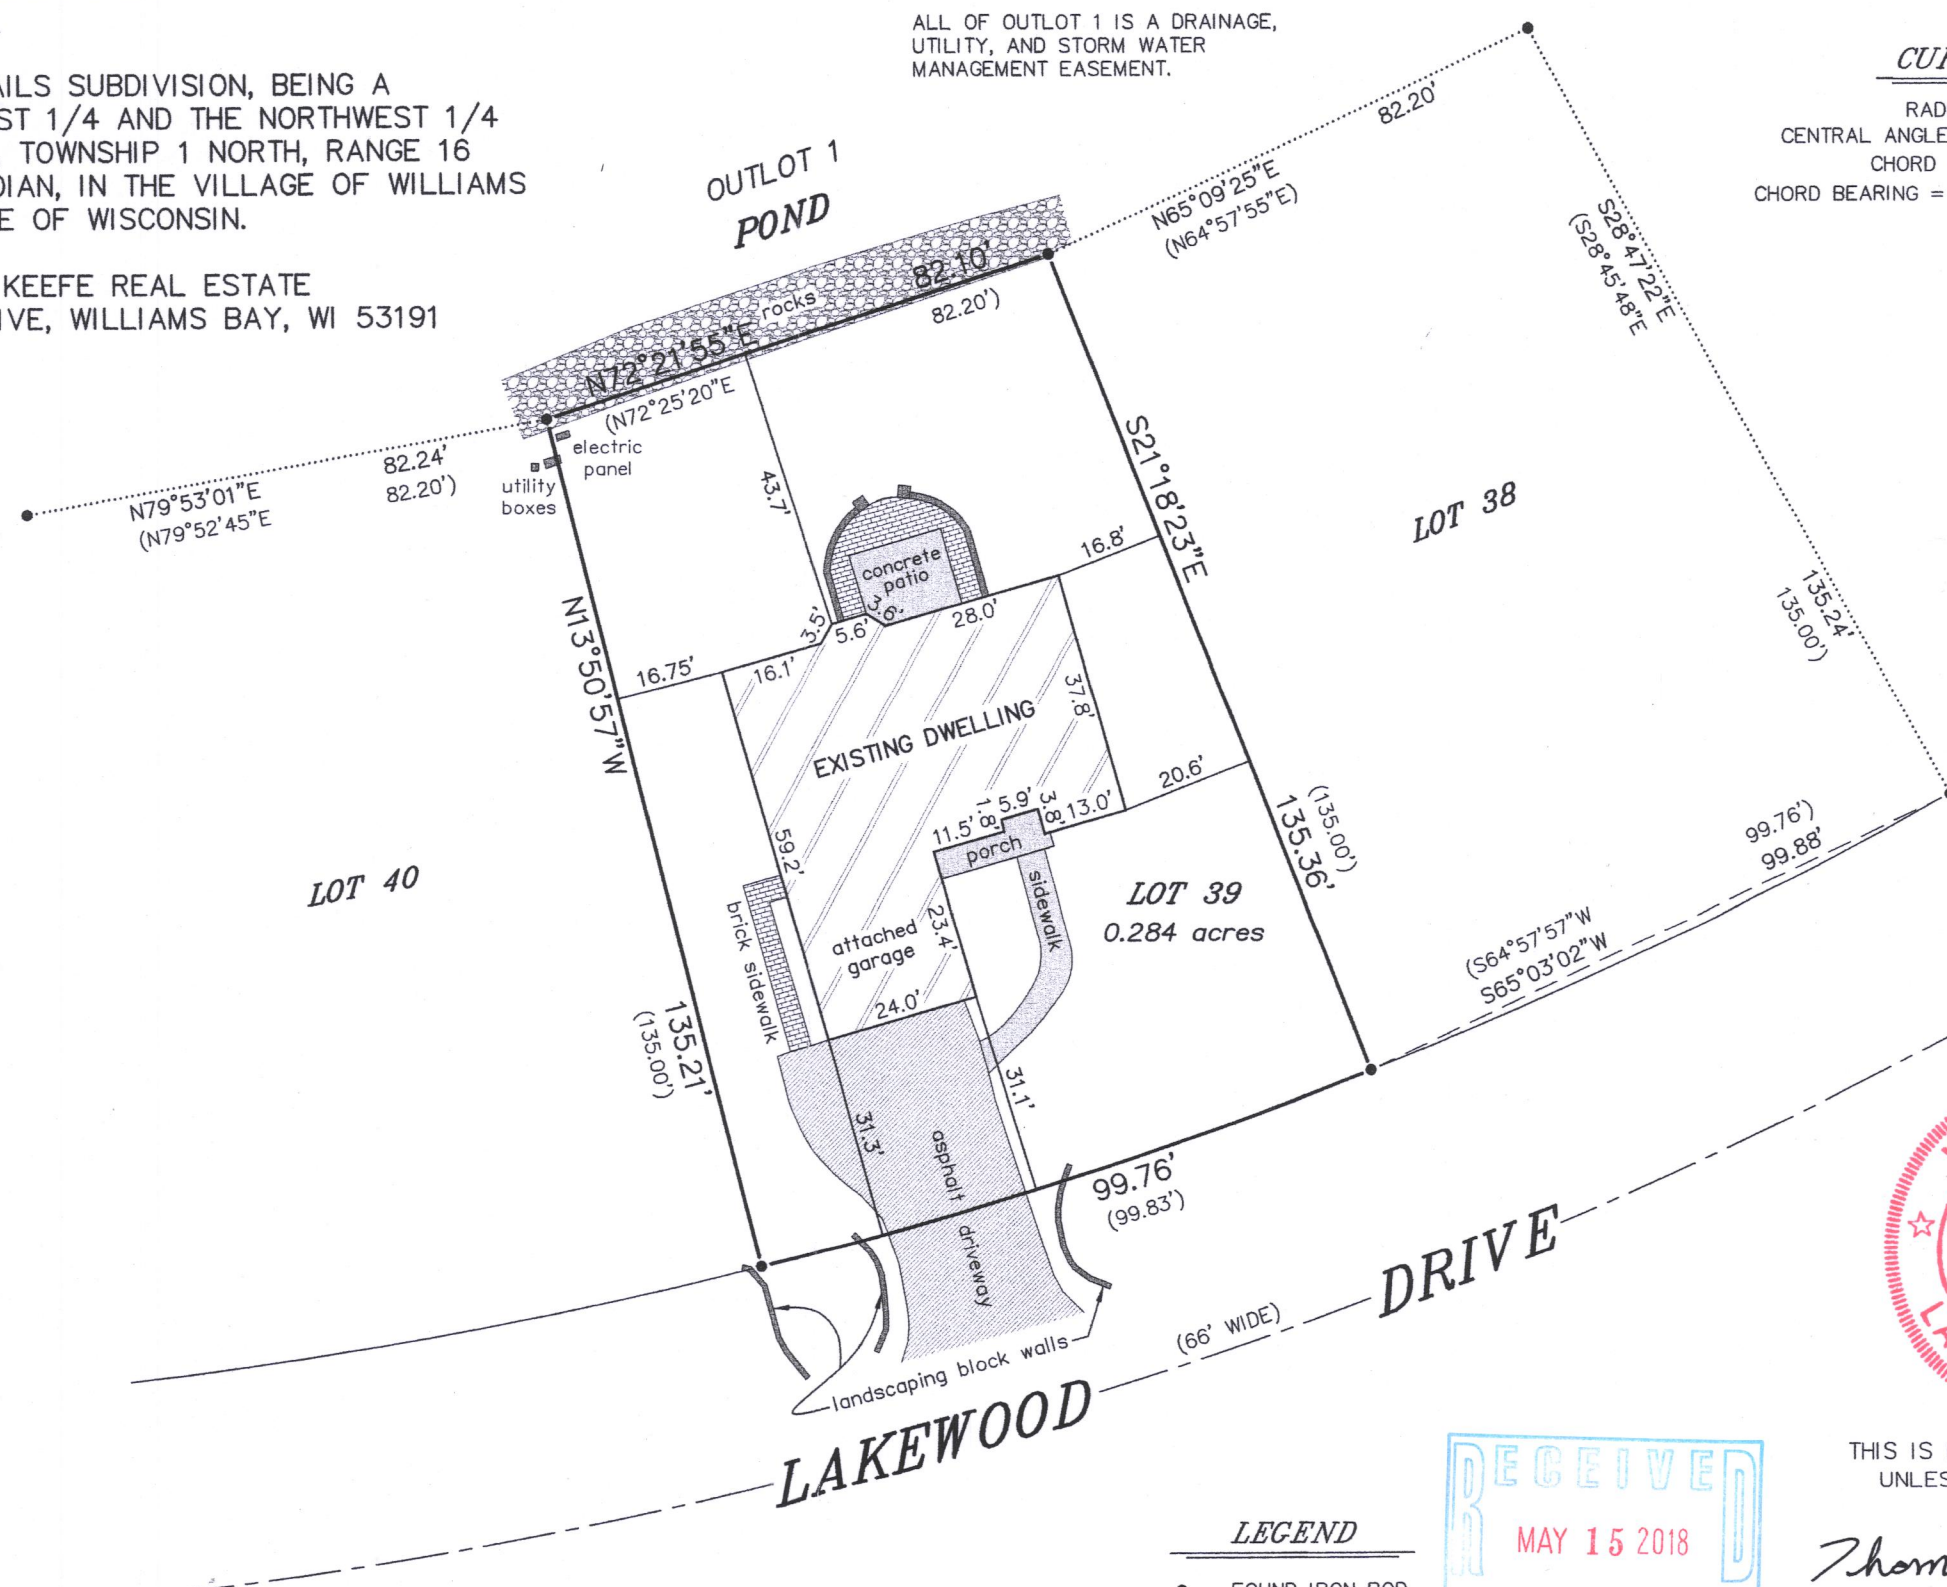 ALL OF OUTLOT 1 IS A DRAINAGE,
UTILITY, AND STORM WATER
MANAGEMENT EASEMENT.
AILS SUBDIVISION, BEING A
ST 1/4 AND THE NORTHWEST 1/4
TOWNSHIP 1 NORTH, RANGE 16
DIAN, IN THE VILLAGE OF WILLIAMS
E OF WISCONSIN.
KEEFE REAL ESTATE
IVE, WILLIAMS BAY, WI 53191
RAD
CENTRAL ANGLE
CHORD
CHORD BEARING =
OUTLOT 1
POND
rocks
82.10'
82.20')
N72°21'55"E
(N72°25'20"E
82.20'
N65°09'25"E
(N64°57'55"E)
S28°47'22"E
(S28°45'48"E
135.24'
135.00')
82.24'
82.20')
N79°53'01"E
(N79°52'45"E
electric
panel
utility
boxes
43.7'
concrete
patio
3.6'
3.5'
5.6'
28.0'
16.8'
S21°18'23"E
LOT 38
N13°50'57"W
16.75'
16.1'
37.8'
EXISTING DWELLING
20.6'
59.2'
11.5'
1.8'
5.9'
3.8'
13.0'
porch
sidewalk
135.36'
(135.00')
99.76')
99.88'
(S64°57'57"W
S65°03'02"W
LOT 40
brick sidewalk
attached
garage
23.4'
24.0'
LOT 39
0.284 acres
135.21'
(135.00')
31.3'
31.1'
asphalt driveway
99.76'
(99.83')
landscaping block walls
LAKEWOOD
(66' WIDE)
DRIVE
LEGEND
FOUND IRON ROD
RECEIVED
MAY 15 2018
THIS IS
UNLES
Thom